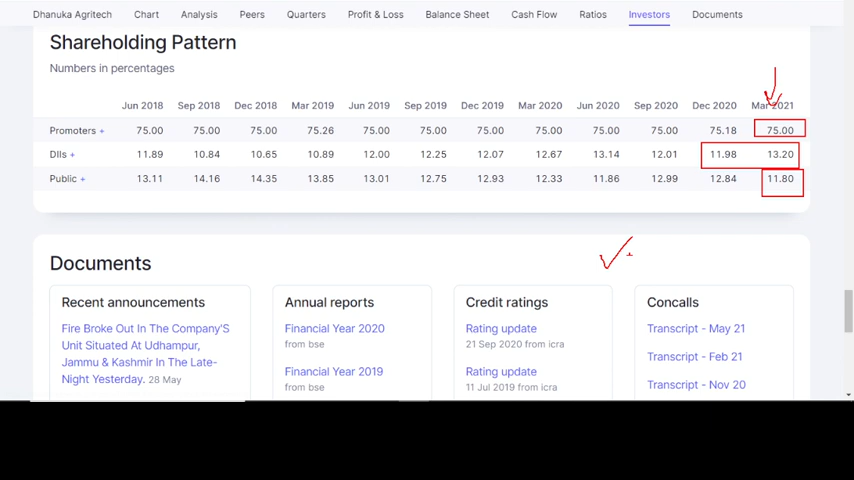 Dhanuka Agritech Chart Analysis Peers Quarters Profit & Loss Balance Sheet Cash Flow Ratios Investors Documents
Shareholding Pattern
Numbers in percentages
Jun 2018 Sep 2018 Dec 2018 Mar 2019 Jun 2019 Sep 2019 Dec 2019 Mar 2020 Jun 2020 Sep 2020 Dec 2020 Mar 2021
Promoters + 75.00 75.00 75.00 75.26 75.00 75.00 75.00 75.00 75.00 75.00 75.18 75.00
DIIs + 11.89 10.84 10.65 10.89 12.00 12.25 12.07 12.67 13.14 12.01 11.98 13.20
Public + 13.11 14.16 14.35 13.85 13.01 12.75 12.93 12.33 11.86 12.99 12.84 11.80
Documents
Recent announcements
Fire Broke Out In The Company'S
Unit Situated At Udhampur,
Jammu & Kashmir In The Late-
Night Yesterday. 28 May
Annual reports
Financial Year 2020
from bse
Financial Year 2019
from bse
Credit ratings
Rating update
21 Sep 2020 from icra
Rating update
11 Jul 2019 from icra
Concalls
Transcript - May 21
Transcript - Feb 21
Transcript - Nov 20